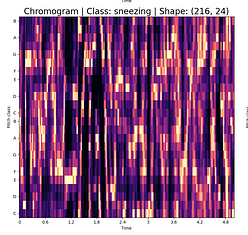 Time
Chromogram | Class: sneezing | Shape: (216, 24)
B
A
G
F
E
D
C
B
A
G
F
E
D
C
Pitch class
0 0.6 1.2 1.8 2.4 3 3.6 4.2 4.8
Time